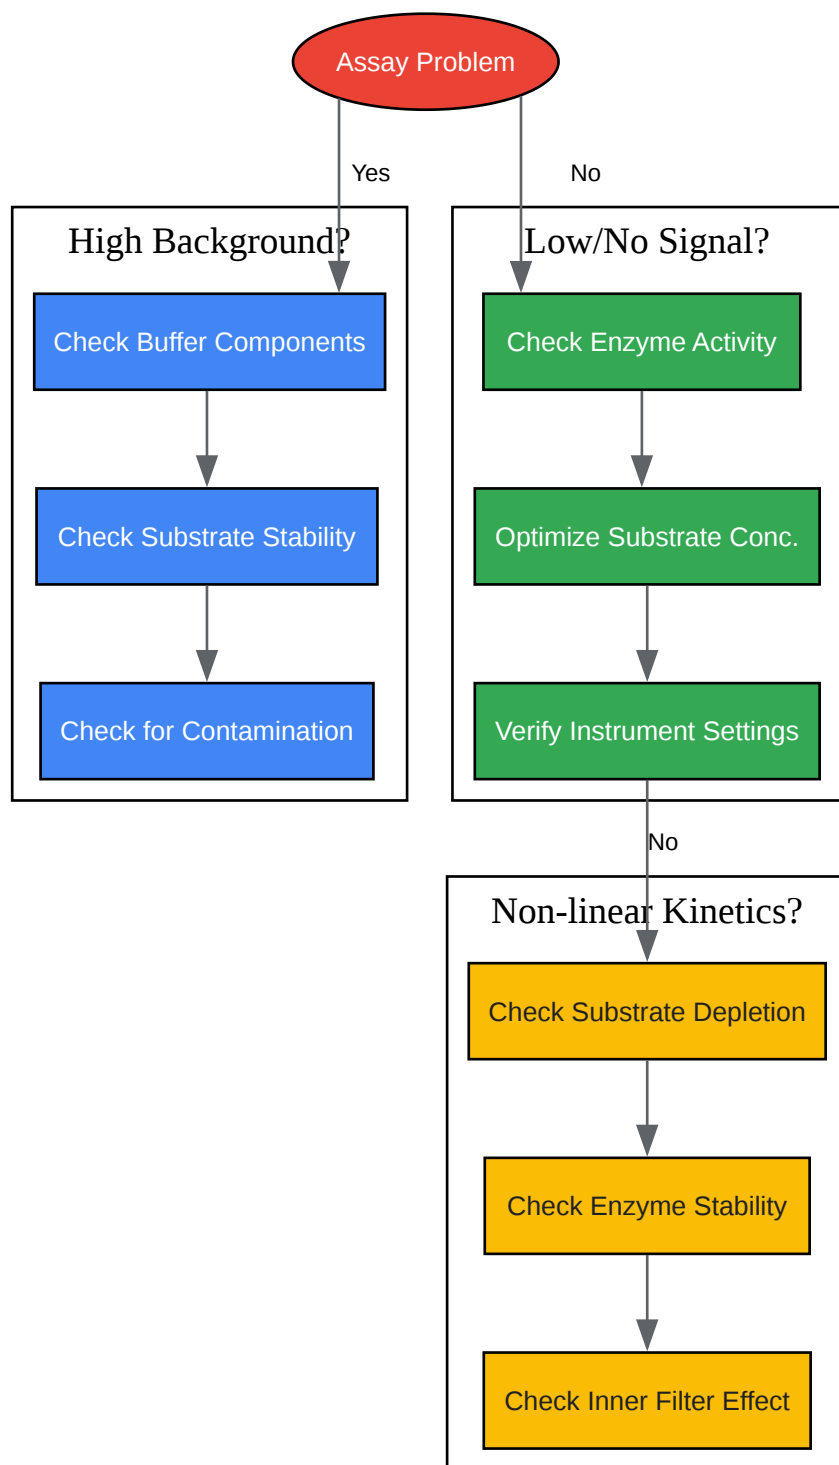 Assay Problem
Yes
No
High Background?
Low/No Signal?
Check Buffer Components
Check Enzyme Activity
Check Substrate Stability
Optimize Substrate Conc.
Check for Contamination
Verify Instrument Settings
No
Non-linear Kinetics?
Check Substrate Depletion
Check Enzyme Stability
Check Inner Filter Effect